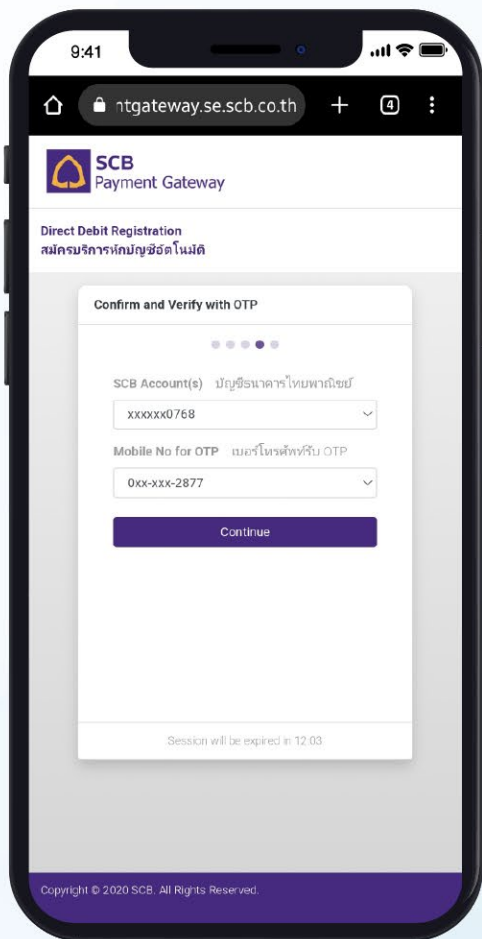 9:41
ntgateway.se.scb.co.th + 4
SCB
Payment Gateway
Direct Debit Registration
สมัครบริการหักบัญชีอัตโนมัติ
Confirm and Verify with OTP
SCB Account(s) บัญชีธนาคารไทยพาณิชย์
xxxxxx0768
Mobile No for OTP เบอร์โทรศัพท์รับ OTP
0xx-xxx-2877
Continue
Session will be expired in 12:03
Copyright © 2020 SCB. All Rights Reserved.